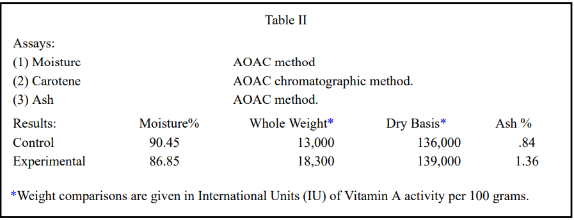 Table II
Assays:
(1) Moisture AOAC method
(2) Carotene AOAC chromatographic method.
(3) Ash AOAC method.
Results: Moisture% Whole Weight* Dry Basis* Ash %
Control 90.45 13,000 136,000 .84
Experimental 86.85 18,300 139,000 1.36
*Weight comparisons are given in International Units (IU) of Vitamin A activity per 100 grams.